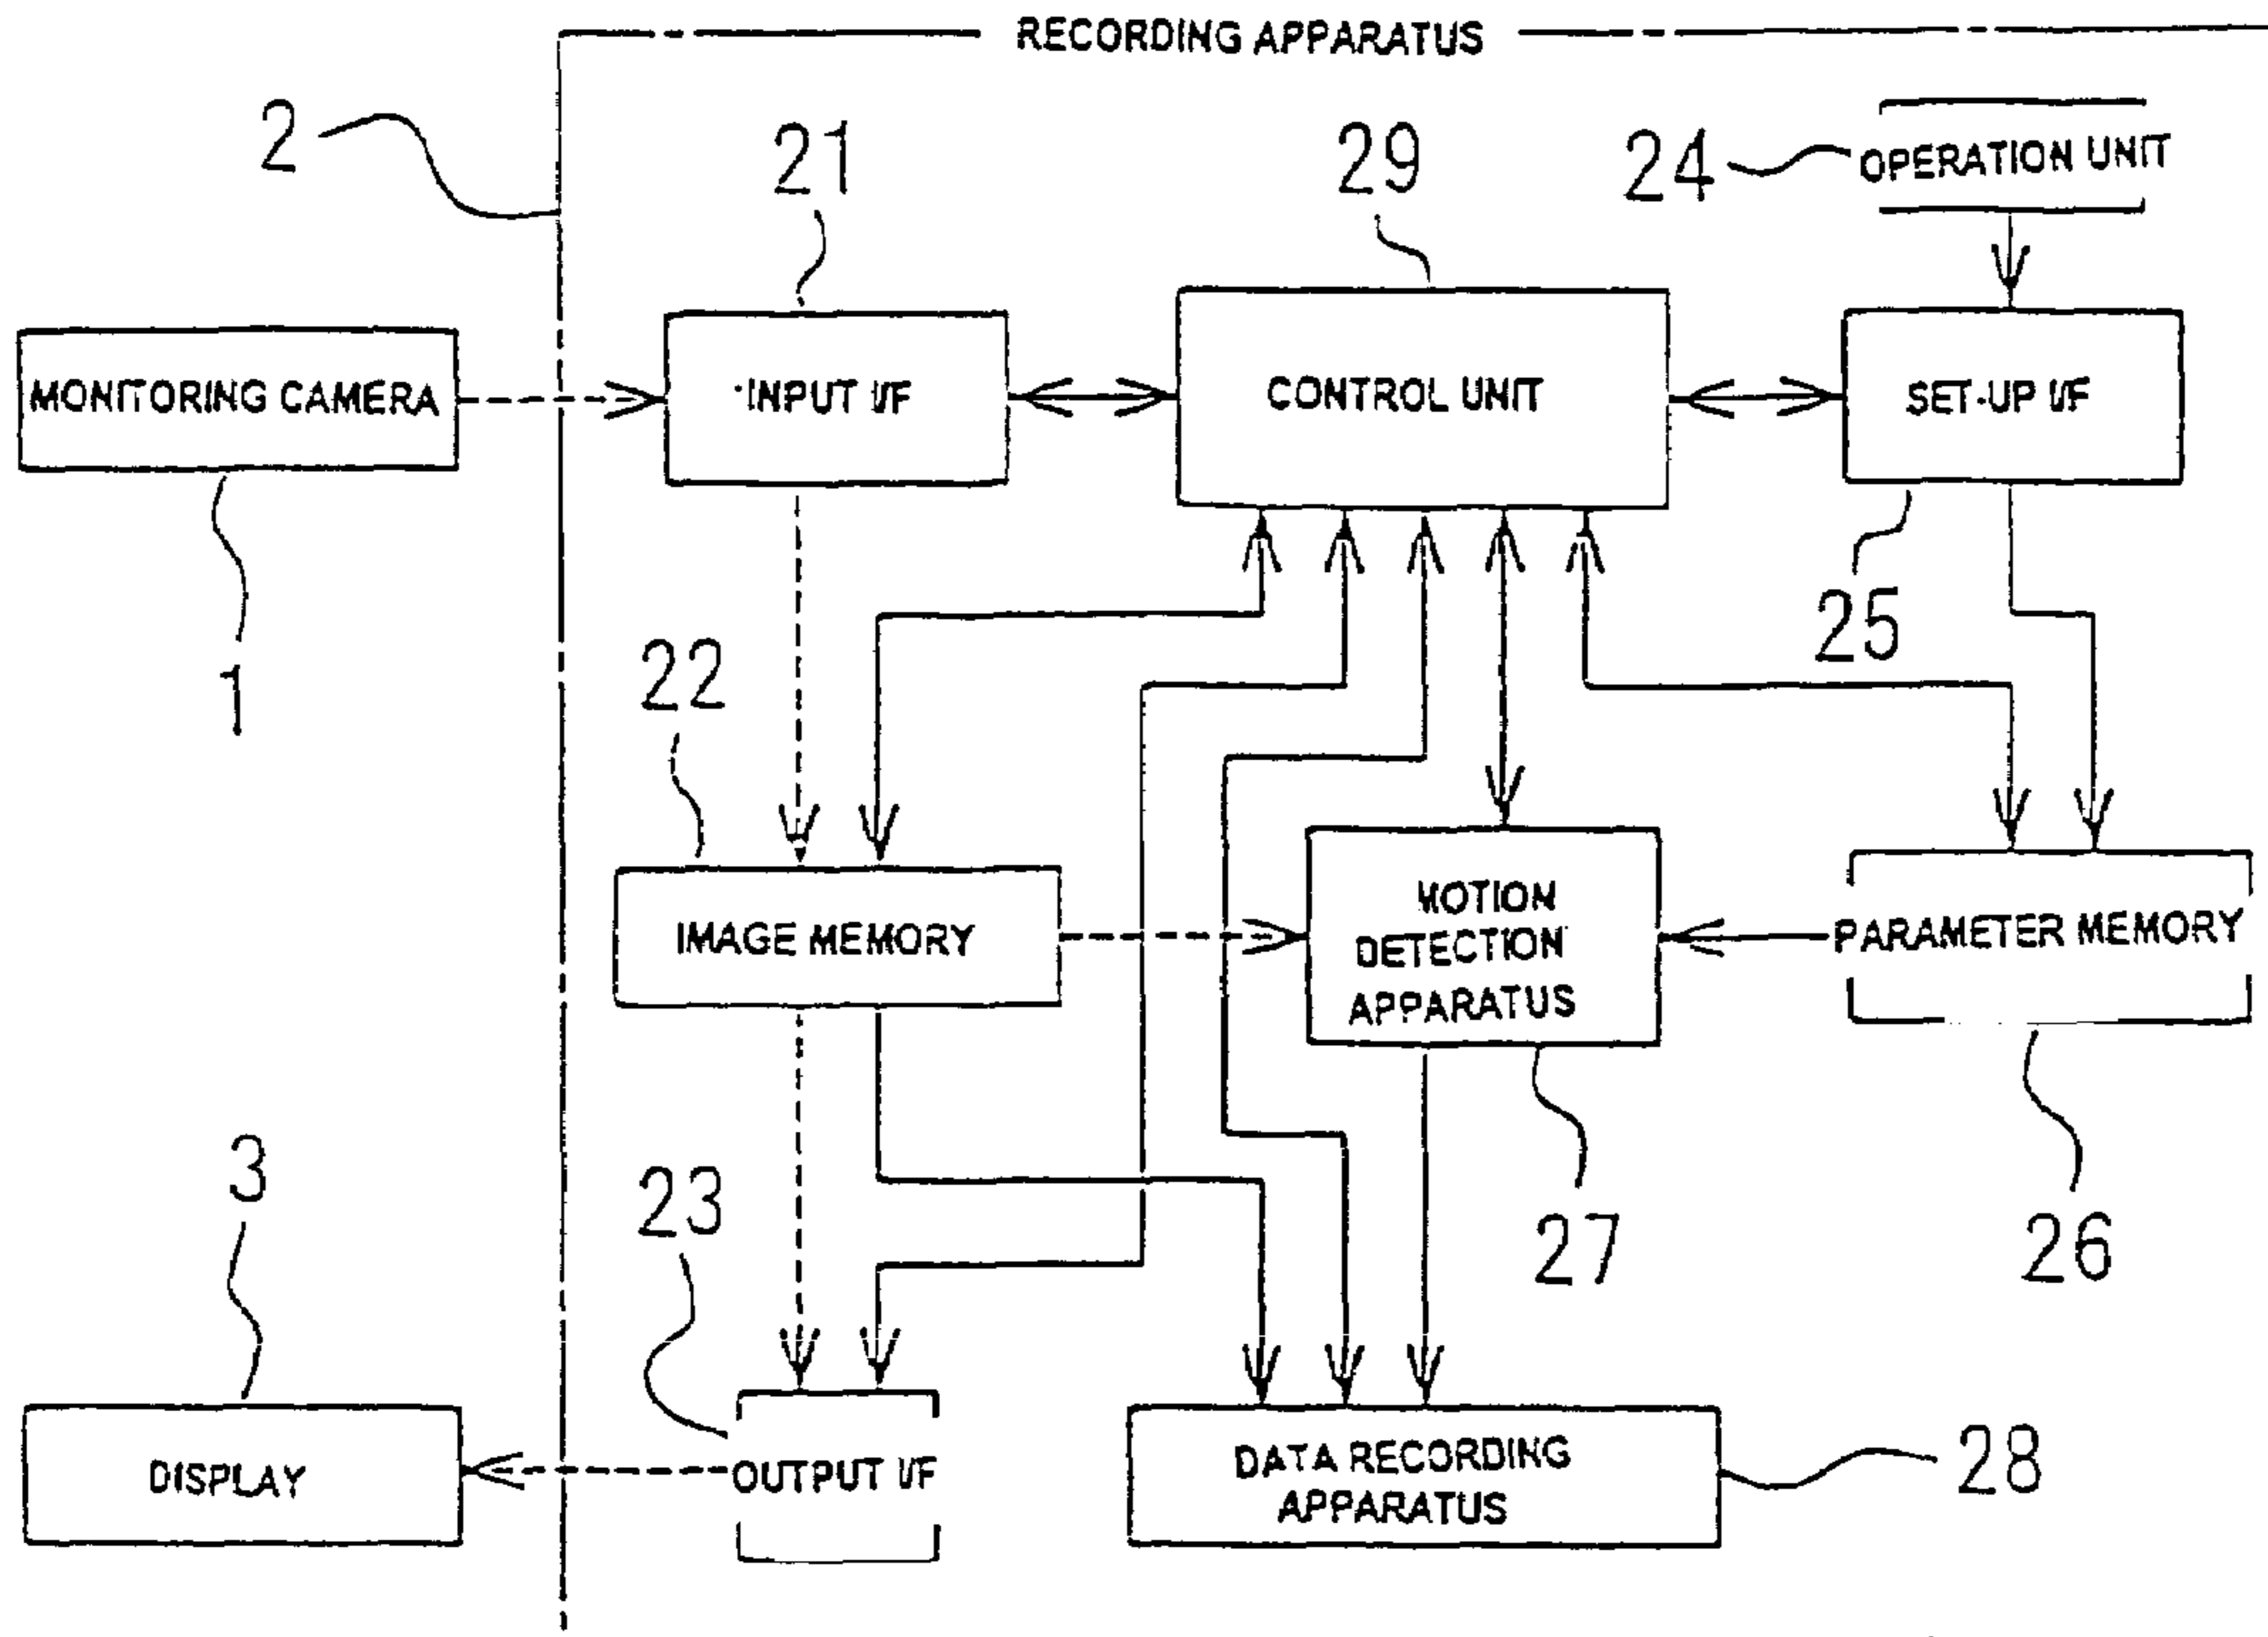 RECORDING APPARATUS
2
21
29
24
OPERATION UNIT
MONITORING CAMERA
INPUT I/F
CONTROL UNIT
SET-UP I/F
1
25
22
IMAGE MEMORY
MOTION
DETECTION
APPARATUS
PARAMETER MEMORY
3
23
27
26
DISPLAY
OUTPUT I/F
DATA RECORDING
APPARATUS
28